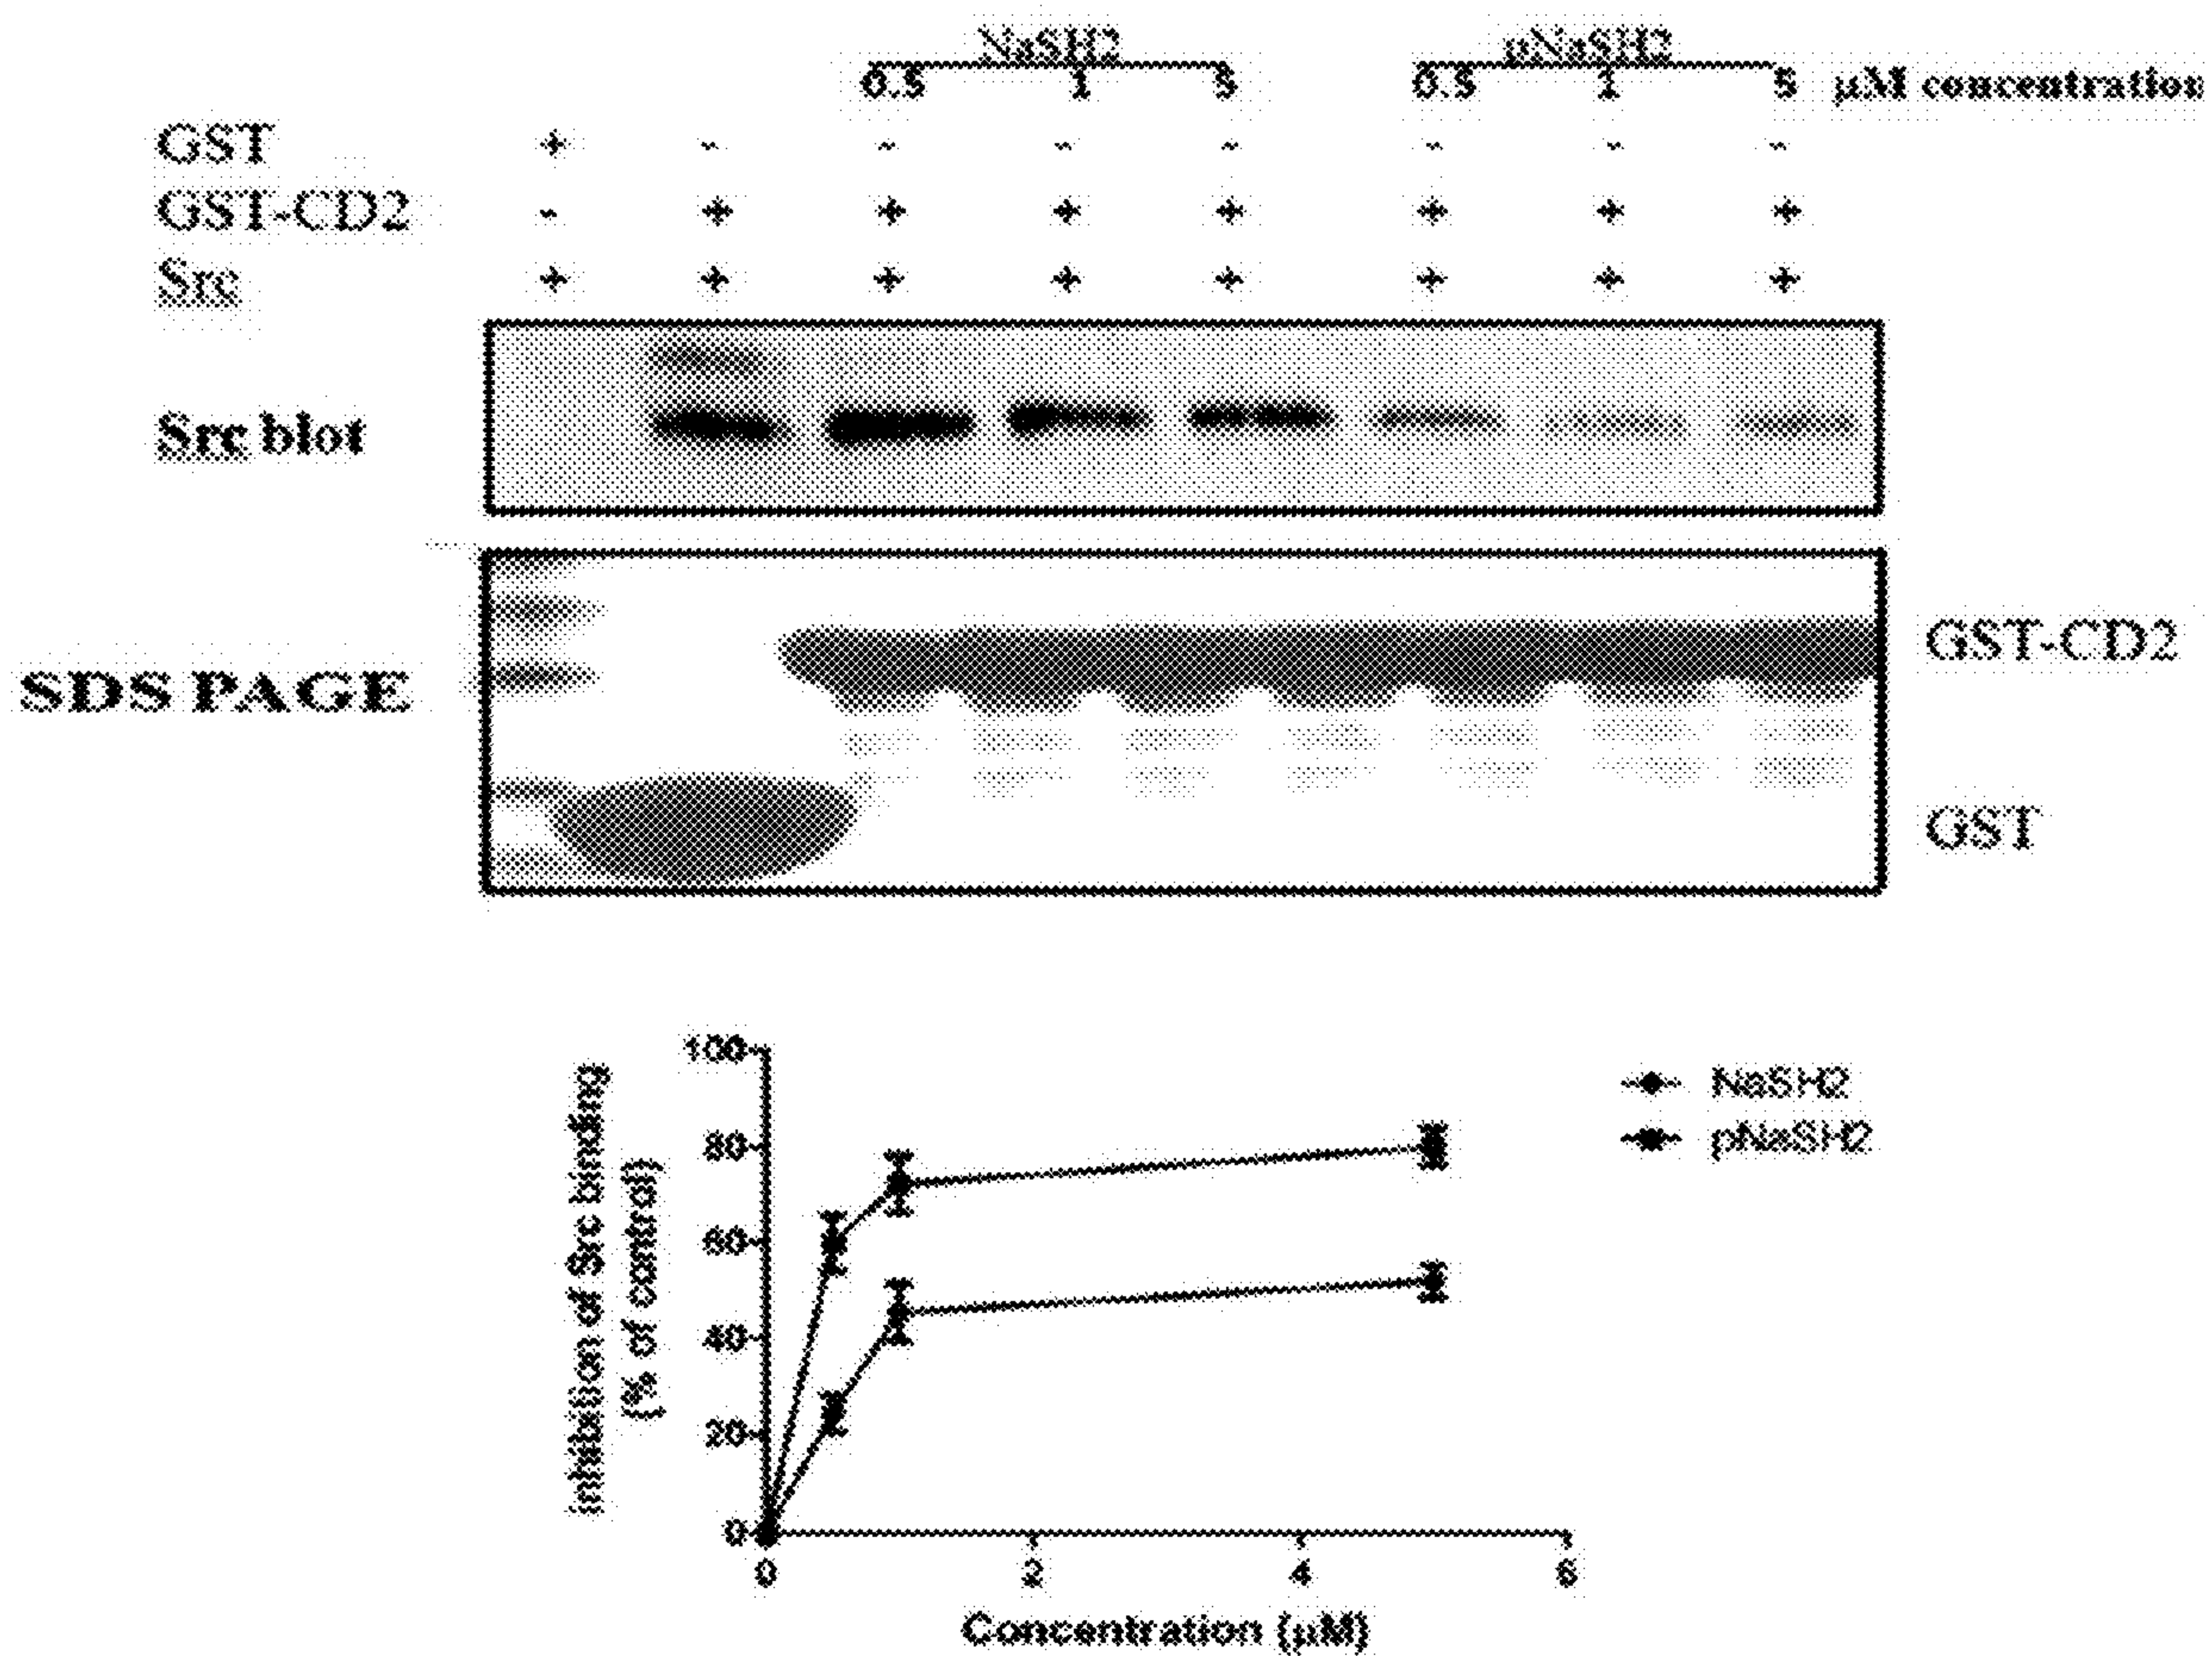 NaSH2 pNaSH2
0.5 1 5 0.5 1 5 µM concentration
GST + - - - - - - -
GST-CD2 - + + + + + + +
Src + + + + + + + +
Src blot
SDS PAGE
GST-CD2
GST
Inhibition of Src binding
(% of control)
100
80
60
40
20
0
0 2 4 6
Concentration (µM)
NaSH2
pNaSH2